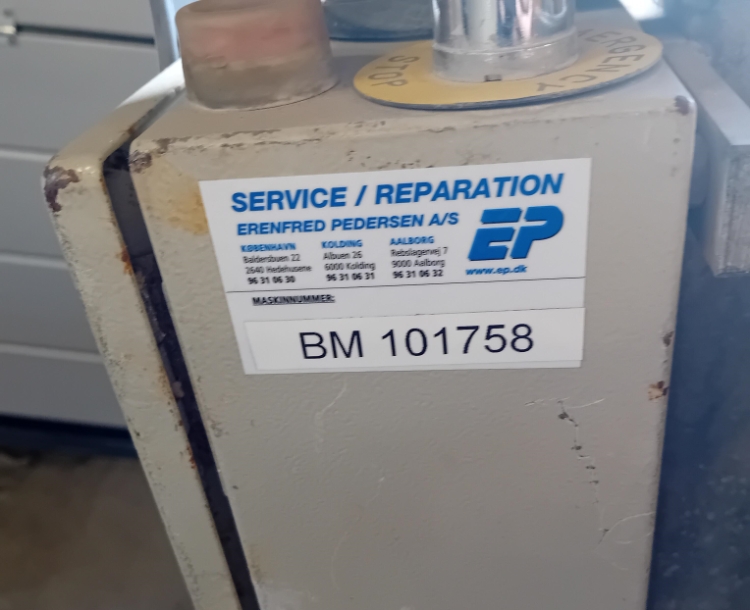 EMERGENCY
STOP
SERVICE / REPARATION
ERENFRED PEDERSEN A/S
EP
www.ep.dk
KØBENHAVN
Baldersbuen 22
2640 Hedehusene
96 31 06 30
KOLDING
Albuen 26
6000 Kolding
96 31 06 31
AALBORG
Rebslagervej 7
9000 Aalborg
96 31 06 32
MASKINNUMMER:
BM 101758